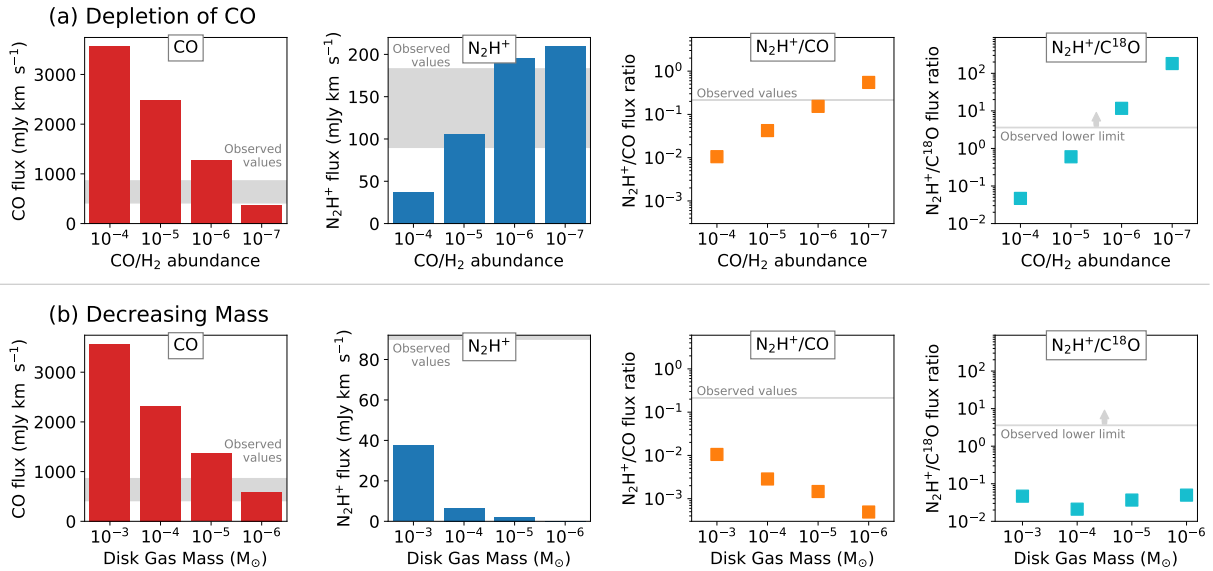 (a) Depletion of CO
CO
CO flux (mJy km s⁻¹)
3000
2000
1000
0
Observed
values
10⁻⁴ 10⁻⁵ 10⁻⁶ 10⁻⁷
CO/H₂ abundance
N₂H⁺
N₂H⁺ flux (mJy km s⁻¹)
200
150
100
50
0
Observed
values
10⁻⁴ 10⁻⁵ 10⁻⁶ 10⁻⁷
CO/H₂ abundance
N₂H⁺/CO
N₂H⁺/CO flux ratio
10⁰
10⁻¹
10⁻²
10⁻³
Observed values
10⁻⁴ 10⁻⁵ 10⁻⁶ 10⁻⁷
CO/H₂ abundance
N₂H⁺/C¹⁸O
N₂H⁺/C¹⁸O flux ratio
10²
10¹
10⁰
10⁻¹
10⁻²
Observed lower limit
10⁻⁴ 10⁻⁵ 10⁻⁶ 10⁻⁷
CO/H₂ abundance
(b) Decreasing Mass
CO
CO flux (mJy km s⁻¹)
3000
2000
1000
0
Observed
values
10⁻³ 10⁻⁴ 10⁻⁵ 10⁻⁶
Disk Gas Mass (M☉)
N₂H⁺
N₂H⁺ flux (mJy km s⁻¹)
80
60
40
20
0
Observed
values
10⁻³ 10⁻⁴ 10⁻⁵ 10⁻⁶
Disk Gas Mass (M☉)
N₂H⁺/CO
N₂H⁺/CO flux ratio
10⁰
10⁻¹
10⁻²
10⁻³
Observed values
10⁻³ 10⁻⁴ 10⁻⁵ 10⁻⁶
Disk Gas Mass (M☉)
N₂H⁺/C¹⁸O
N₂H⁺/C¹⁸O flux ratio
10²
10¹
10⁰
10⁻¹
10⁻²
Observed lower limit
10⁻³ 10⁻⁴ 10⁻⁵ 10⁻⁶
Disk Gas Mass (M☉)